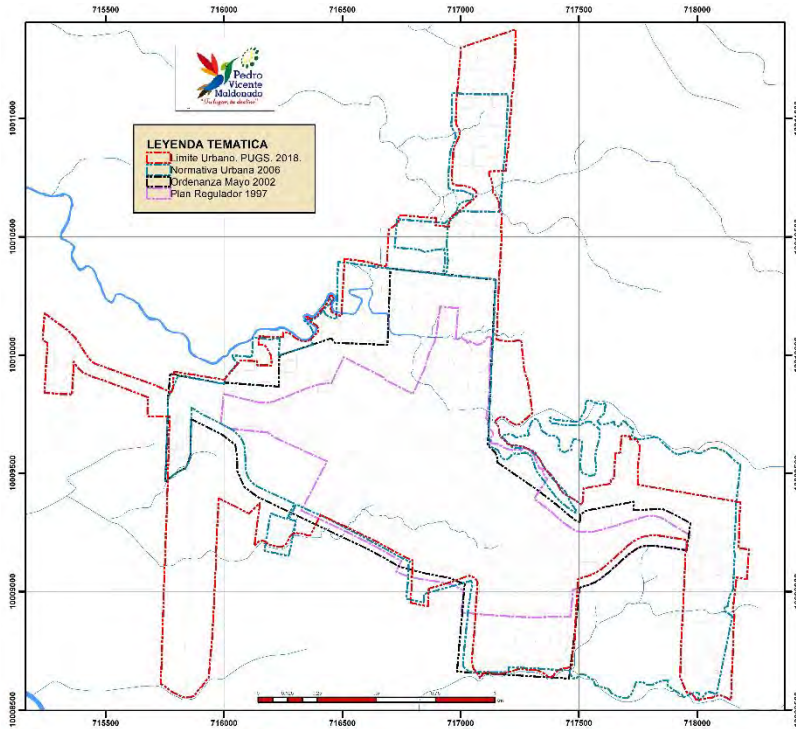 715500 716000 716500 717000 717500 718000
Pedro
Vicente
Maldonado
LEYENDA TEMATICA
Limite Urbano. PUGS. 2018.
Normativa Urbana 2006
Ordenanza Mayo 2002
Plan Regulador 1997
10011000
10010000
10009500
10009000
10008500
715500 716000 716500 717000 717500 718000